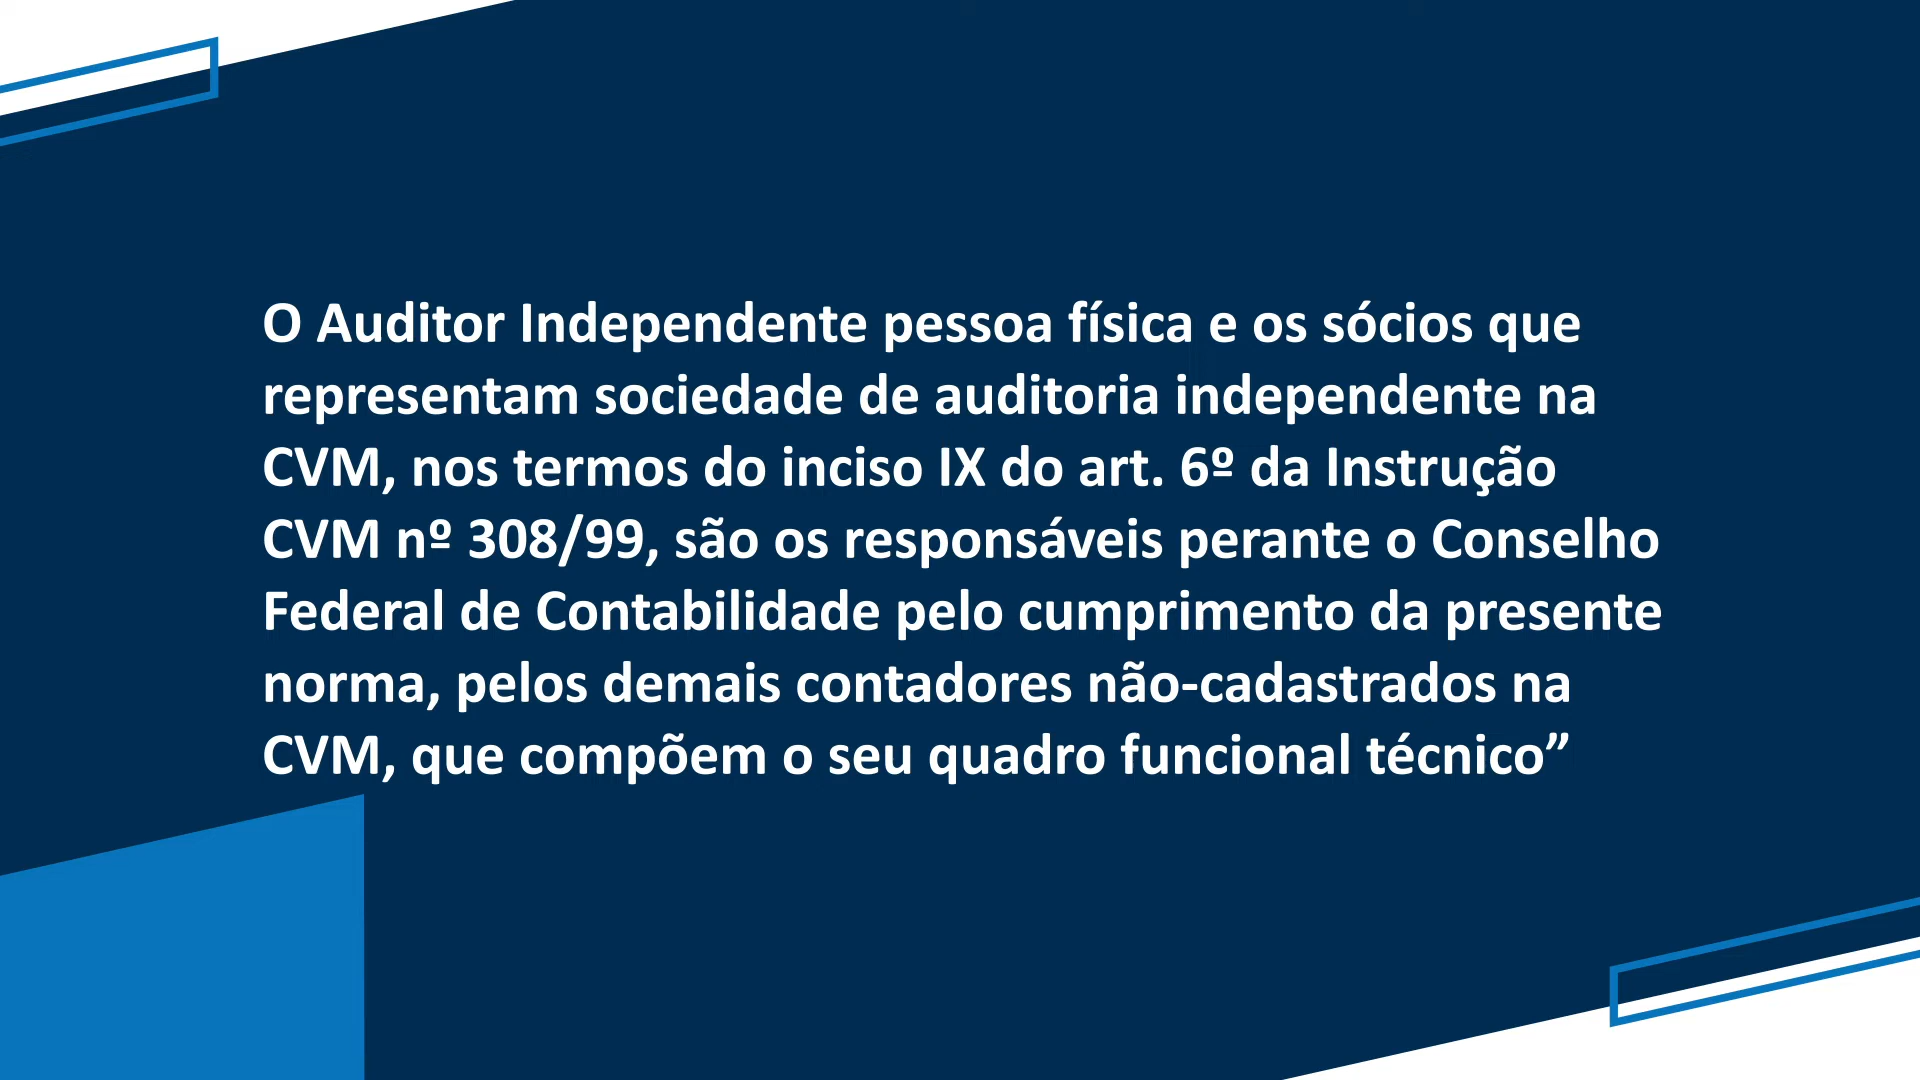 O Auditor Independente pessoa física e os sócios que
representam sociedade de auditoria independente na
CVM, nos termos do inciso IX do art. 6º da Instrução
CVM nº 308/99, são os responsáveis perante o Conselho
Federal de Contabilidade pelo cumprimento da presente
norma, pelos demais contadores não-cadastrados na
CVM, que compõem o seu quadro funcional técnico”